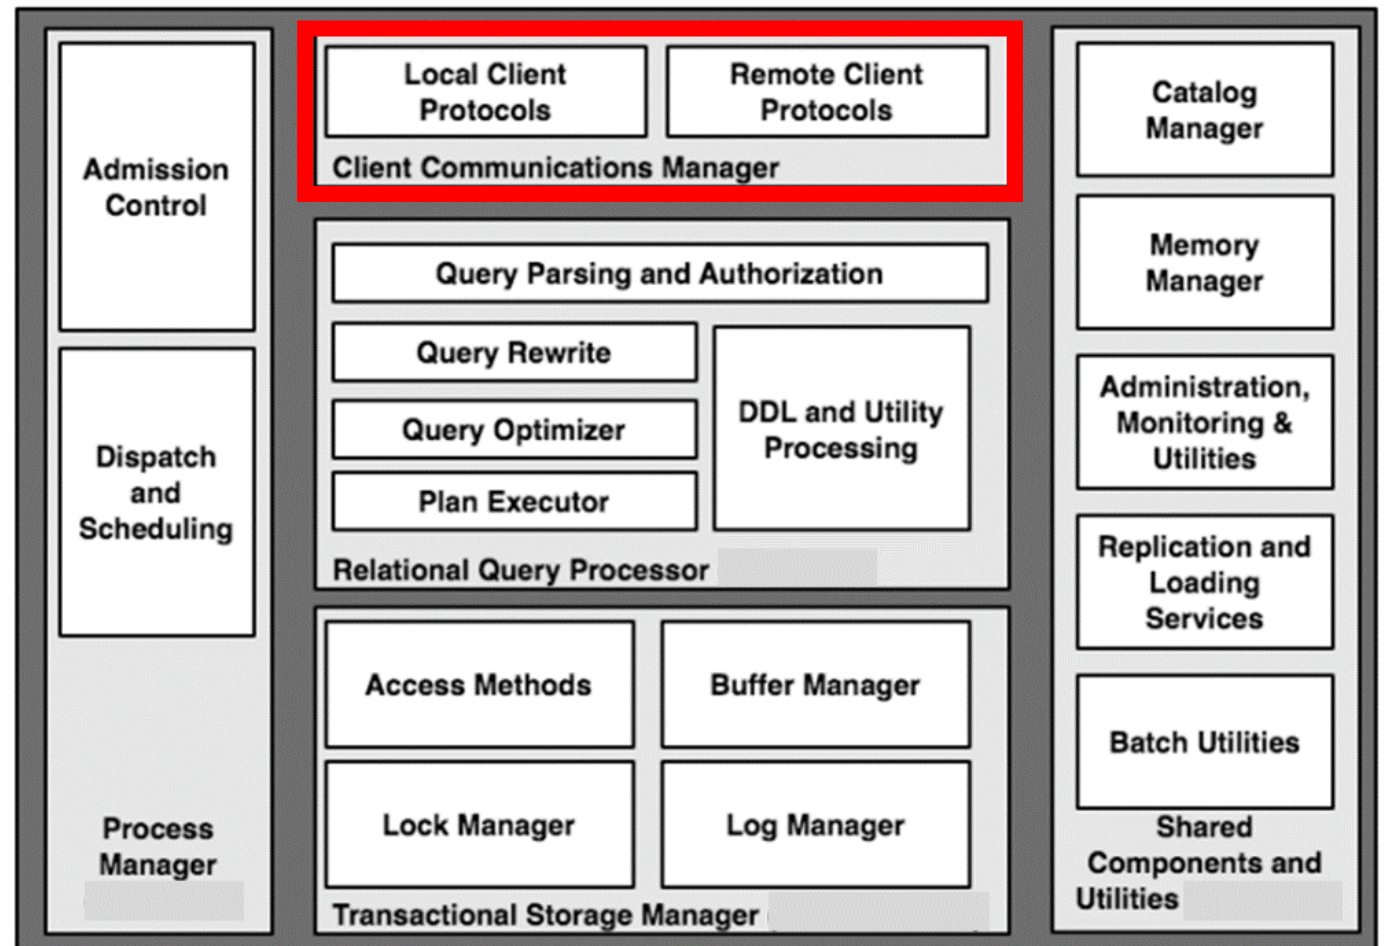 Admission
Control
Dispatch
and
Scheduling
Process
Manager
Local Client
Protocols
Remote Client
Protocols
Client Communications Manager
Query Parsing and Authorization
Query Rewrite
Query Optimizer
Plan Executor
DDL and Utility
Processing
Relational Query Processor
Access Methods
Buffer Manager
Lock Manager
Log Manager
Transactional Storage Manager
Catalog
Manager
Memory
Manager
Administration,
Monitoring &
Utilities
Replication and
Loading
Services
Batch Utilities
Shared
Components and
Utilities